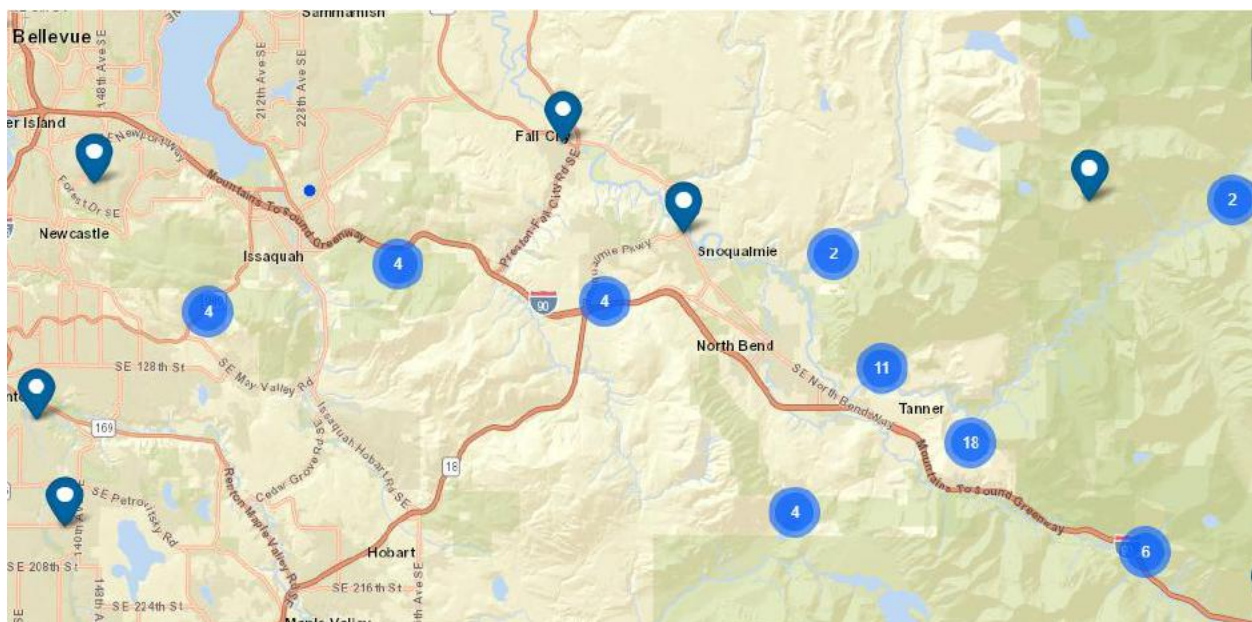 Sammamish
Bellevue
148th Ave SE
212th Ave SE
228th Ave SE
er Island
E Newport Way
Fall City
Forest Dr SE
Mountains To Sound Greenway
Preston-Fall City Rd SE
Newcastle
Issaquah
Snoqualmie
2
2
4
4
90
4
North Bend
SE 128th St
SE May Valley Rd
11
SE North Bend Way
Tanner
Issaquah Hobart Rd SE
169
18
Cedar Grove Rd SE
18
Mountains To Sound Greenway
SE Petrovitsky Rd
Renton Maple Valley Rd SE
140th Ave SE
4
Hobart
6
SE 208th St
SE 216th St
148th Ave
SE 224th St
Maple Valley